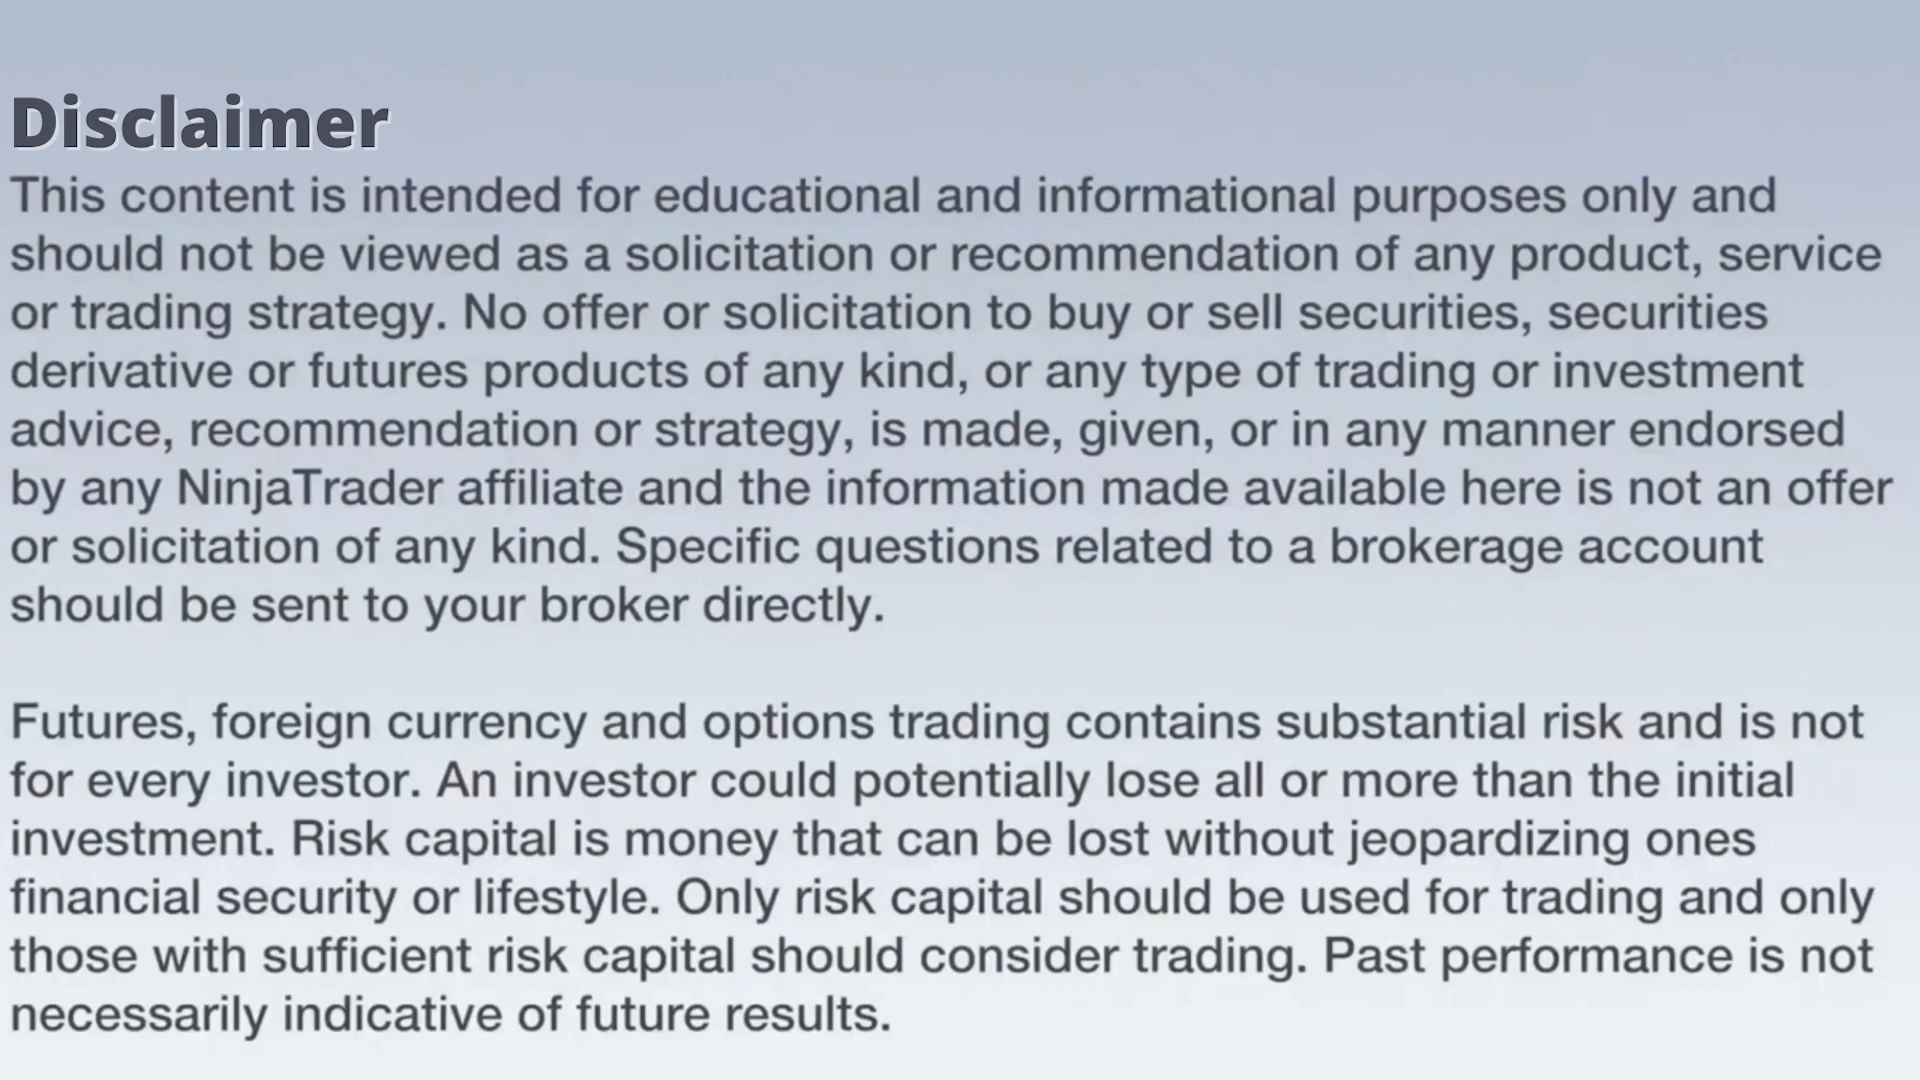 Disclaimer
This content is intended for educational and informational purposes only and
should not be viewed as a solicitation or recommendation of any product, service
or trading strategy. No offer or solicitation to buy or sell securities, securities
derivative or futures products of any kind, or any type of trading or investment
advice, recommendation or strategy, is made, given, or in any manner endorsed
by any NinjaTrader affiliate and the information made available here is not an offer
or solicitation of any kind. Specific questions related to a brokerage account
should be sent to your broker directly.
Futures, foreign currency and options trading contains substantial risk and is not
for every investor. An investor could potentially lose all or more than the initial
investment. Risk capital is money that can be lost without jeopardizing ones
financial security or lifestyle. Only risk capital should be used for trading and only
those with sufficient risk capital should consider trading. Past performance is not
necessarily indicative of future results.